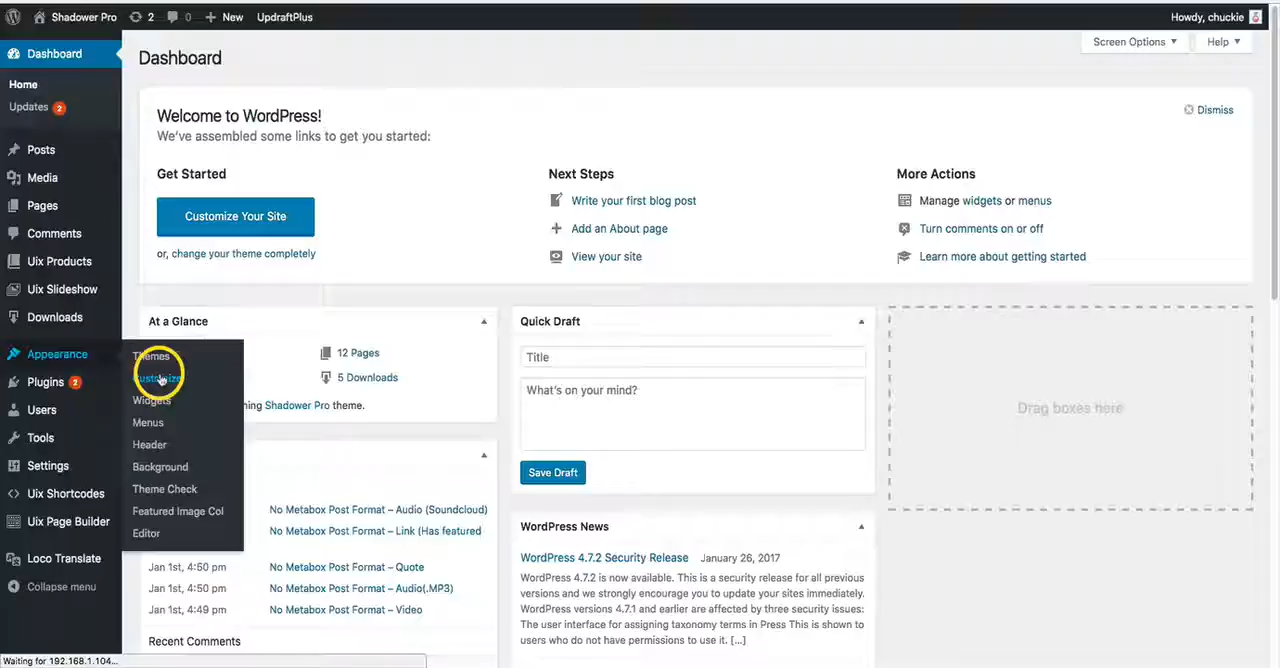 Shadower Pro 2 0 New UpdraftPlus Howdy, chuckie
Screen Options Help
Dashboard
Home
Updates 2
Posts
Media
Pages
Comments
Uix Products
Uix Slideshow
Downloads
Appearance
Plugins 2
Users
Tools
Settings
Uix Shortcodes
Uix Page Builder
Loco Translate
Collapse menu
Themes
Customize
Widgets
Menus
Header
Background
Theme Check
Featured Image Col
Editor
Dashboard
Welcome to WordPress!
We've assembled some links to get you started:
Dismiss
Get Started
Customize Your Site
or, change your theme completely
Next Steps
Write your first blog post
Add an About page
View your site
More Actions
Manage widgets or menus
Turn comments on or off
Learn more about getting started
At a Glance
12 Pages
5 Downloads
Shadower Pro theme.
No Metabox Post Format – Audio (Soundcloud)
No Metabox Post Format – Link (Has featured
Jan 1st, 4:50 pm No Metabox Post Format – Quote
Jan 1st, 4:50 pm No Metabox Post Format – Audio(.MP3)
Jan 1st, 4:49 pm No Metabox Post Format – Video
Recent Comments
Quick Draft
Title
What's on your mind?
Save Draft
WordPress News
WordPress 4.7.2 Security Release January 26, 2017
WordPress 4.7.2 is now available. This is a security release for all previous
versions and we strongly encourage you to update your sites immediately.
WordPress versions 4.7.1 and earlier are affected by three security issues:
The user interface for assigning taxonomy terms in Press This is shown to
users who do not have permissions to use it. [...]
Drag boxes here
Waiting for 192.168.1.104...